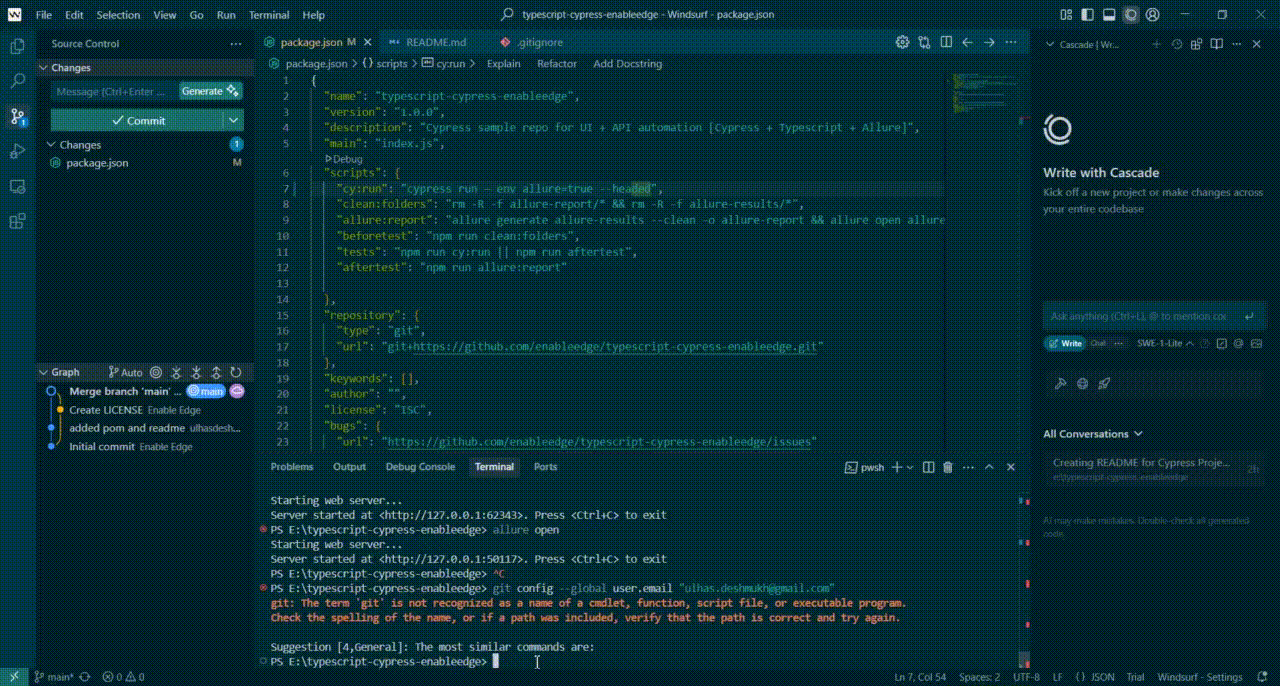 File Edit Selection View Go Run Terminal Help
typescript-cypress-enableedge - Windsurf - package.json
Source Control
Changes
Message (Ctrl+Enter ...
Generate
Commit
Changes
1
package.json M
Graph
Auto
Merge branch 'main' ... main
Create LICENSE Enable Edge
added pom and readme ulhasdesh...
Initial commit Enable Edge
package.json M
README.md
.gitignore
package.json > {} scripts > cy:run > Explain Refactor Add Docstring
1 {
2 "name": "typescript-cypress-enableedge",
3 "version": "1.0.0",
4 "description": "Cypress sample repo for UI + API automation [Cypress + Typescript + Allure]",
5 "main": "index.js",
Debug
6 "scripts": {
7 "cy:run": "cypress run — env allure=true --headed",
8 "clean:folders": "rm -R -f allure-report/* && rm -R -f allure-results/*",
9 "allure:report": "allure generate allure-results --clean -o allure-report && allure open allure
10 "beforetest": "npm run clean:folders",
11 "tests": "npm run cy:run || npm run aftertest",
12 "aftertest": "npm run allure:report"
13
14 },
15 "repository": {
16 "type": "git",
17 "url": "git+https://github.com/enableedge/typescript-cypress-enableedge.git"
18 },
19 "keywords": [],
20 "author": "",
21 "license": "ISC",
22 "bugs": {
23 "url": "https://github.com/enableedge/typescript-cypress-enableedge/issues"
Problems Output Debug Console Terminal Ports
pwsh
Starting web server...
Server started at <http://127.0.0.1:62343>. Press <Ctrl+C> to exit
PS E:\typescript-cypress-enableedge> allure open
Starting web server...
Server started at <http://127.0.0.1:50117>. Press <Ctrl+C> to exit
PS E:\typescript-cypress-enableedge> ^C
PS E:\typescript-cypress-enableedge> git config --global user.email "ulhas.deshmukh@gmail.com"
git: The term 'git' is not recognized as a name of a cmdlet, function, script file, or executable program.
Check the spelling of the name, or if a path was included, verify that the path is correct and try again.
Suggestion [4,General]: The most similar commands are:
PS E:\typescript-cypress-enableedge>
Cascade | Wr...
Write with Cascade
Kick off a new project or make changes across
your entire codebase
Ask anything (Ctrl+L), @ to mention co
Write Chat ... SWE-1-Lite
All Conversations
Creating README for Cypress Proje... 2h
e:\typescript-cypress-enableedge
AI may make mistakes. Double-check all generated
code.
main* 0 0
Ln 7, Col 54 Spaces: 2 UTF-8 LF {} JSON Trial Windsurf - Settings